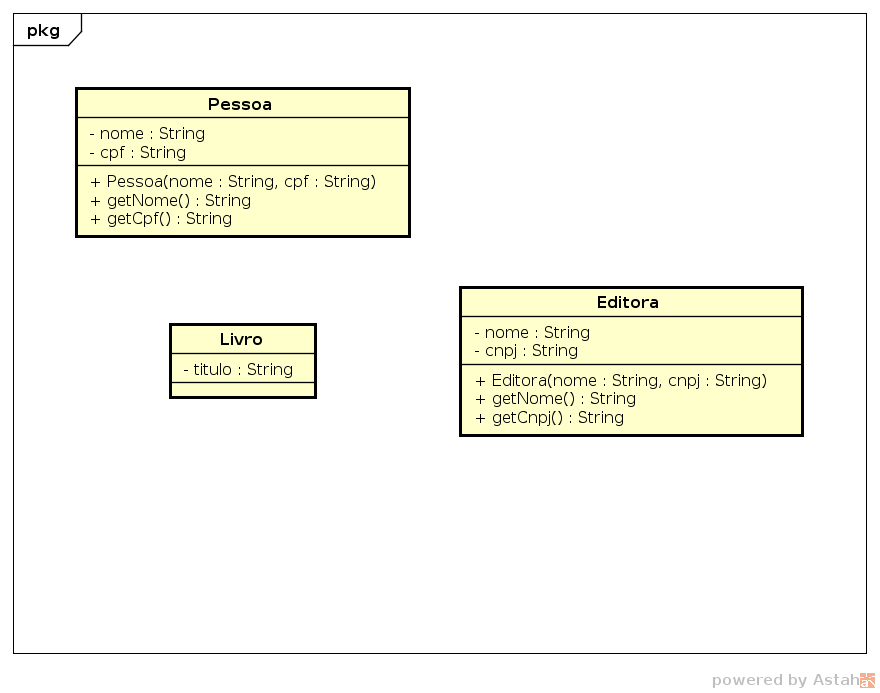 pkg
Pessoa
- nome : String
- cpf : String
+ Pessoa(nome : String, cpf : String)
+ getNome() : String
+ getCpf() : String
Livro
- titulo : String
Editora
- nome : String
- cnpj : String
+ Editora(nome : String, cnpj : String)
+ getNome() : String
+ getCnpj() : String
powered by Astah